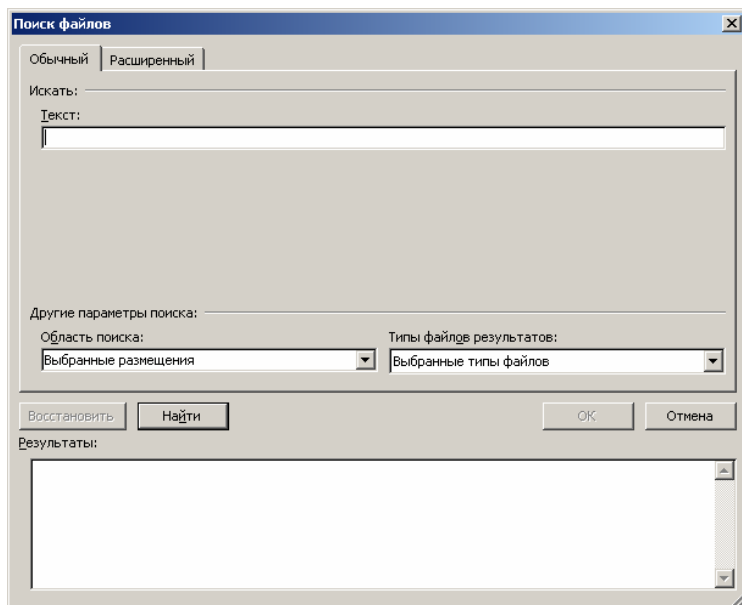 Поиск файлов
Обычный Расширенный
Искать:
Текст:
Другие параметры поиска:
Область поиска: Типы файлов результатов:
Выбранные размещения Выбранные типы файлов
Восстановить Найти ОК Отмена
Результаты: